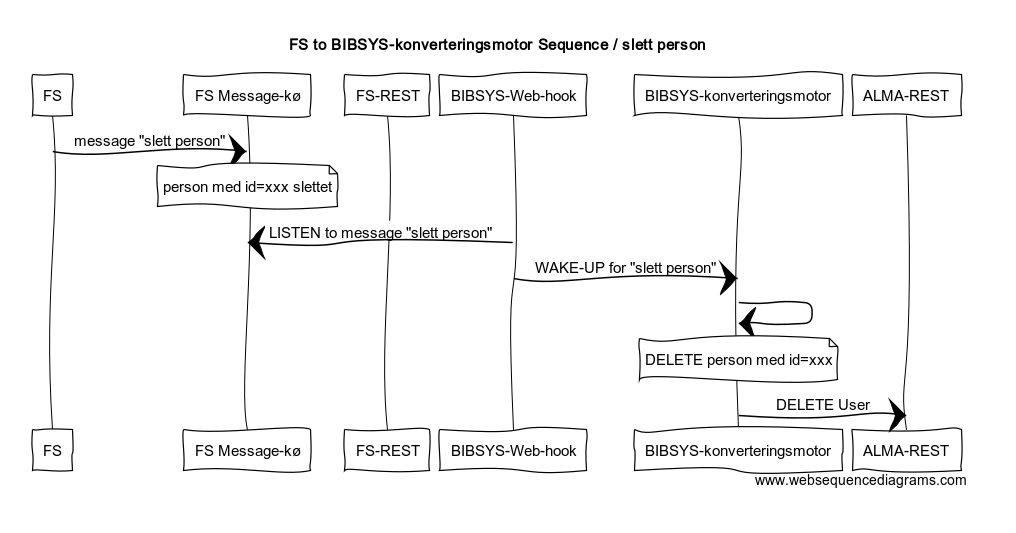 FS to BIBSYS-konverteringsmotor Sequence / slett person
FS
FS Message-kø
FS-REST
BIBSYS-Web-hook
BIBSYS-konverteringsmotor
ALMA-REST
message "slett person"
person med id=xxx slettet
LISTEN to message "slett person"
WAKE-UP for "slett person"
DELETE person med id=xxx
DELETE User
FS
FS Message-kø
FS-REST
BIBSYS-Web-hook
BIBSYS-konverteringsmotor
ALMA-REST
www.websequencediagrams.com